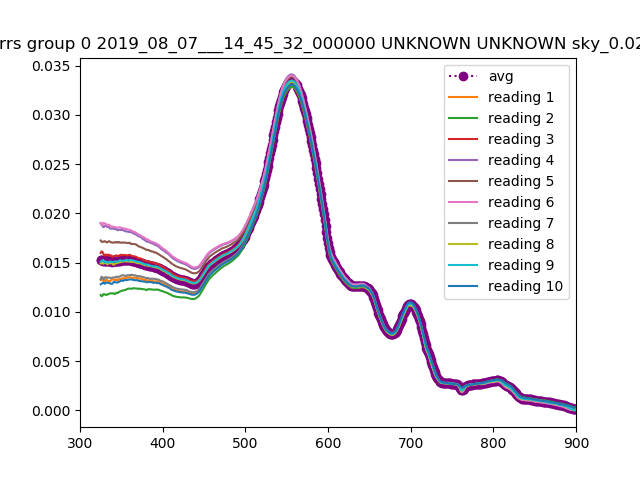 rrs group 0 2019_08_07___14_45_32_000000 UNKNOWN UNKNOWN sky_0.02
0.035
0.030
0.025
0.020
0.015
0.010
0.005
0.000
300 400 500 600 700 800 900
avg
reading 1
reading 2
reading 3
reading 4
reading 5
reading 6
reading 7
reading 8
reading 9
reading 10